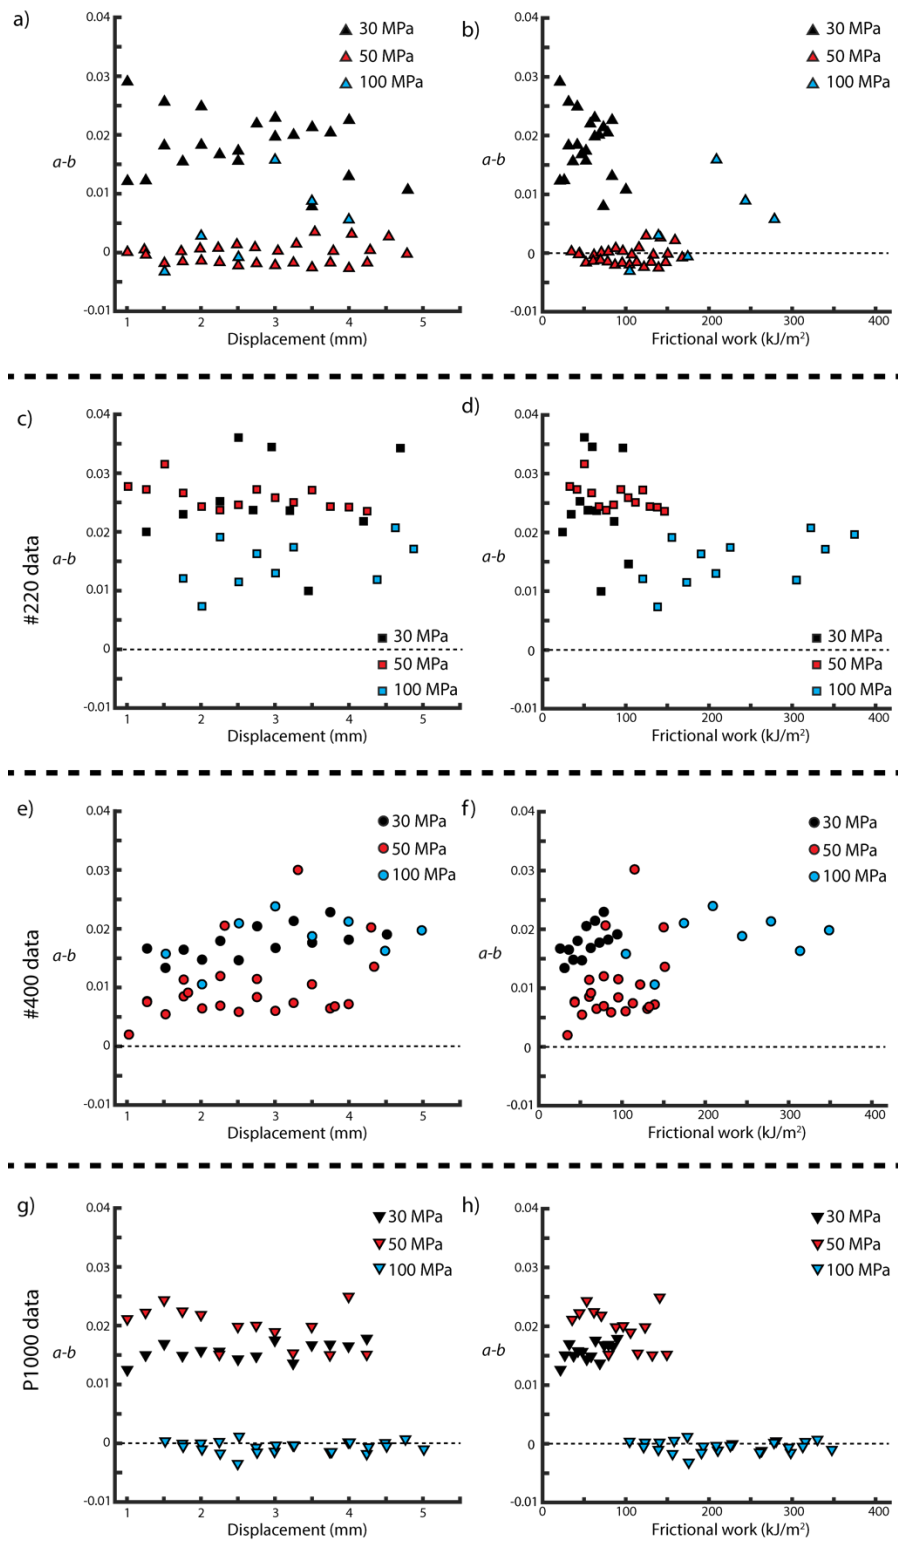 a)
0.04
0.03
0.02
a-b
0.01
0
-0.01
1 2 3 4 5
Displacement (mm)
30 MPa
50 MPa
100 MPa
b)
0.04
0.03
0.02
a-b
0.01
0
-0.01
0 100 200 300 400
Frictional work (kJ/m²)
30 MPa
50 MPa
100 MPa
#220 data
c)
0.04
0.03
0.02
a-b
0.01
0
-0.01
1 2 3 4 5
Displacement (mm)
30 MPa
50 MPa
100 MPa
d)
0.04
0.03
0.02
a-b
0.01
0
-0.01
0 100 200 300 400
Frictional work (kJ/m²)
30 MPa
50 MPa
100 MPa
#400 data
e)
0.04
0.03
0.02
a-b
0.01
0
-0.01
1 2 3 4 5
Displacement (mm)
30 MPa
50 MPa
100 MPa
f)
0.04
0.03
0.02
a-b
0.01
0
-0.01
0 100 200 300 400
Frictional work (kJ/m²)
30 MPa
50 MPa
100 MPa
P1000 data
g)
0.04
0.03
0.02
a-b
0.01
0
-0.01
1 2 3 4 5
Displacement (mm)
30 MPa
50 MPa
100 MPa
h)
0.04
0.03
0.02
a-b
0.01
0
-0.01
0 100 200 300 400
Frictional work (kJ/m²)
30 MPa
50 MPa
100 MPa